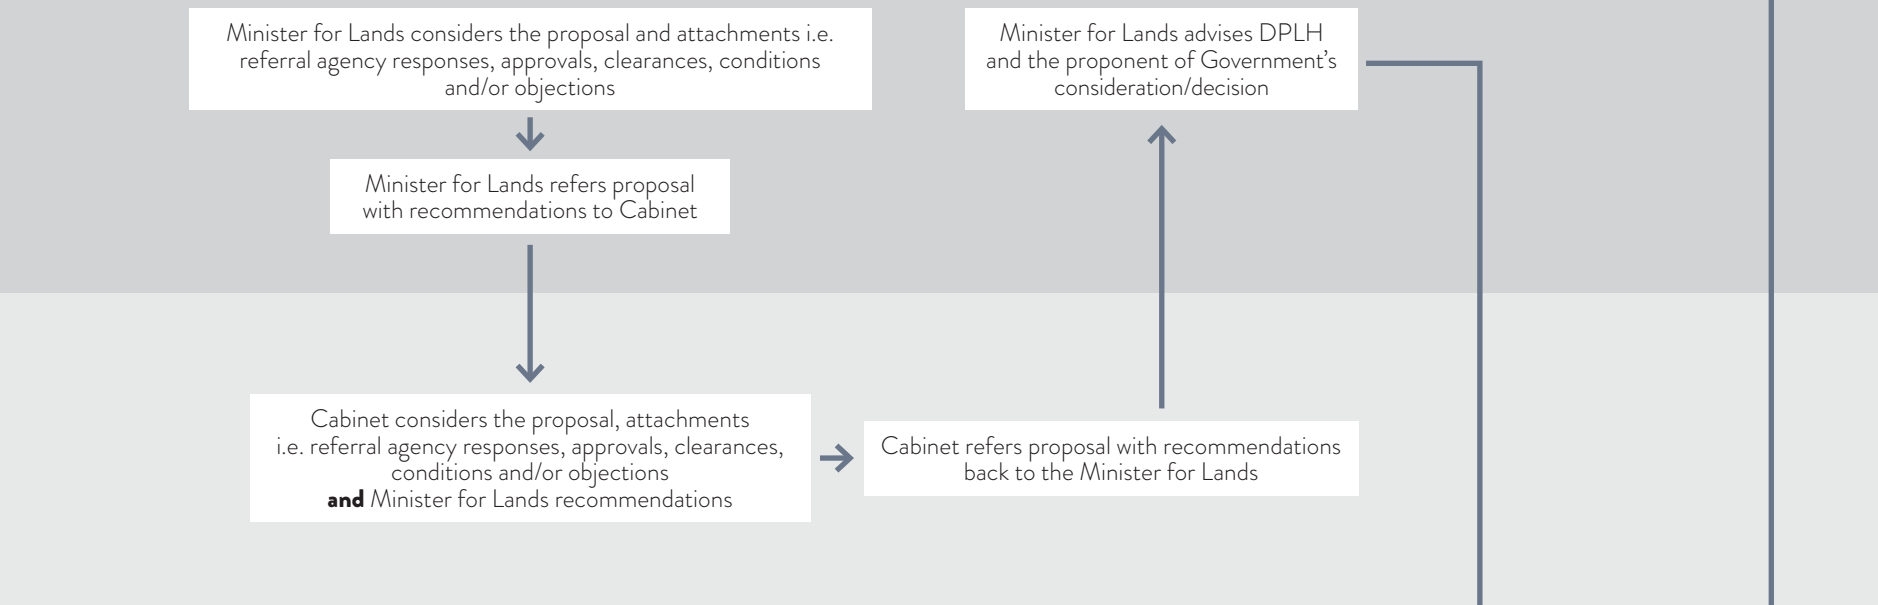 Minister for Lands considers the proposal and attachments i.e.
referral agency responses, approvals, clearances, conditions
and/or objections
Minister for Lands refers proposal
with recommendations to Cabinet
Cabinet considers the proposal, attachments
i.e. referral agency responses, approvals, clearances,
conditions and/or objections
and Minister for Lands recommendations
Cabinet refers proposal with recommendations
back to the Minister for Lands
Minister for Lands advises DPLH
and the proponent of Government’s
consideration/decision